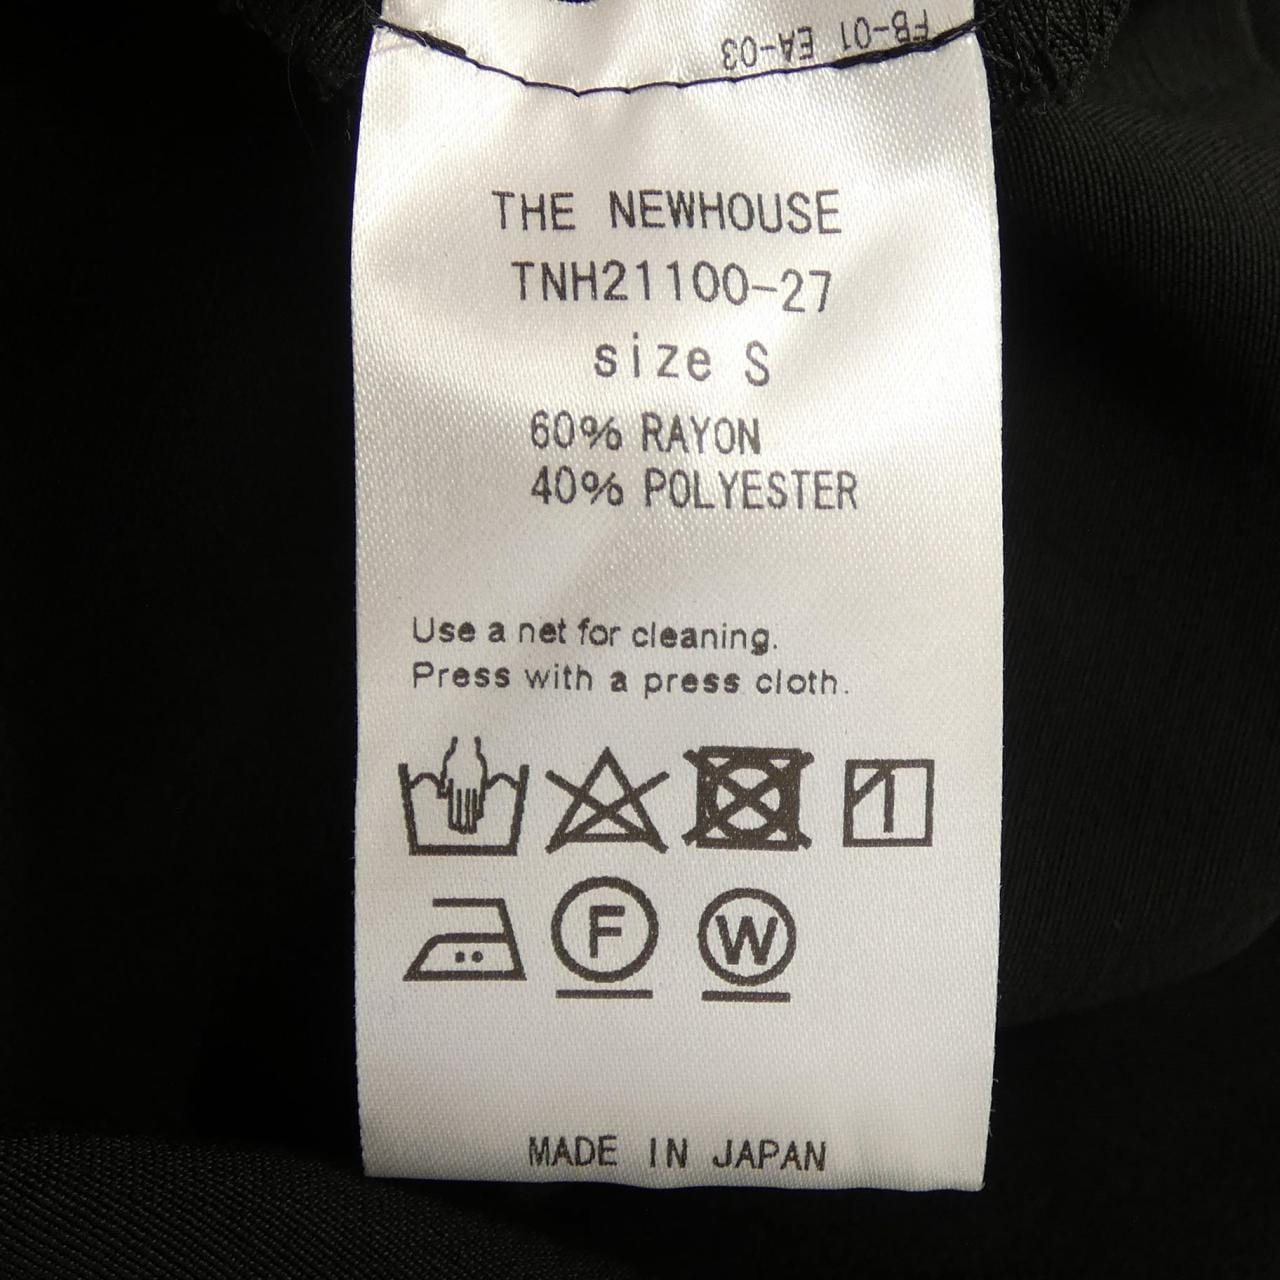 FB-01 EA-03
THE NEWHOUSE
TNH21100-27
size S
60% RAYON
40% POLYESTER
Use a net for cleaning.
Press with a press cloth.
F
W
MADE IN JAPAN